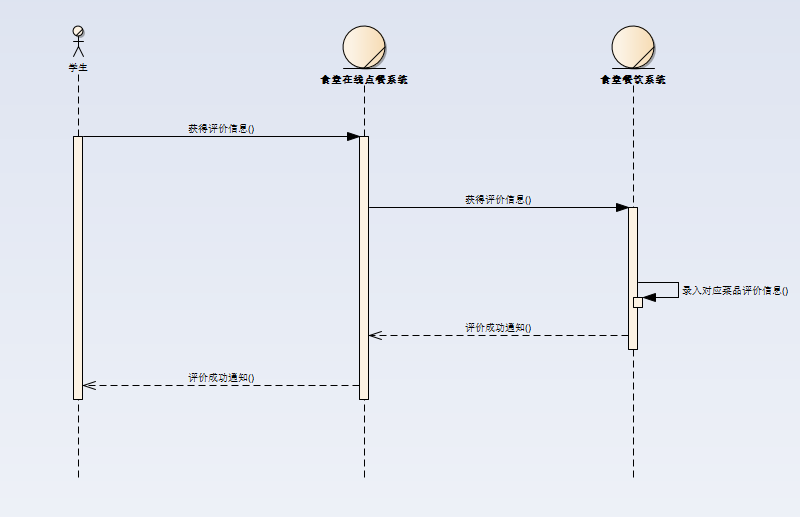 学生
食堂在线点餐系统
食堂餐饮系统
获得评价信息()
获得评价信息()
录入对应菜品评价信息()
评价成功通知()
评价成功通知()